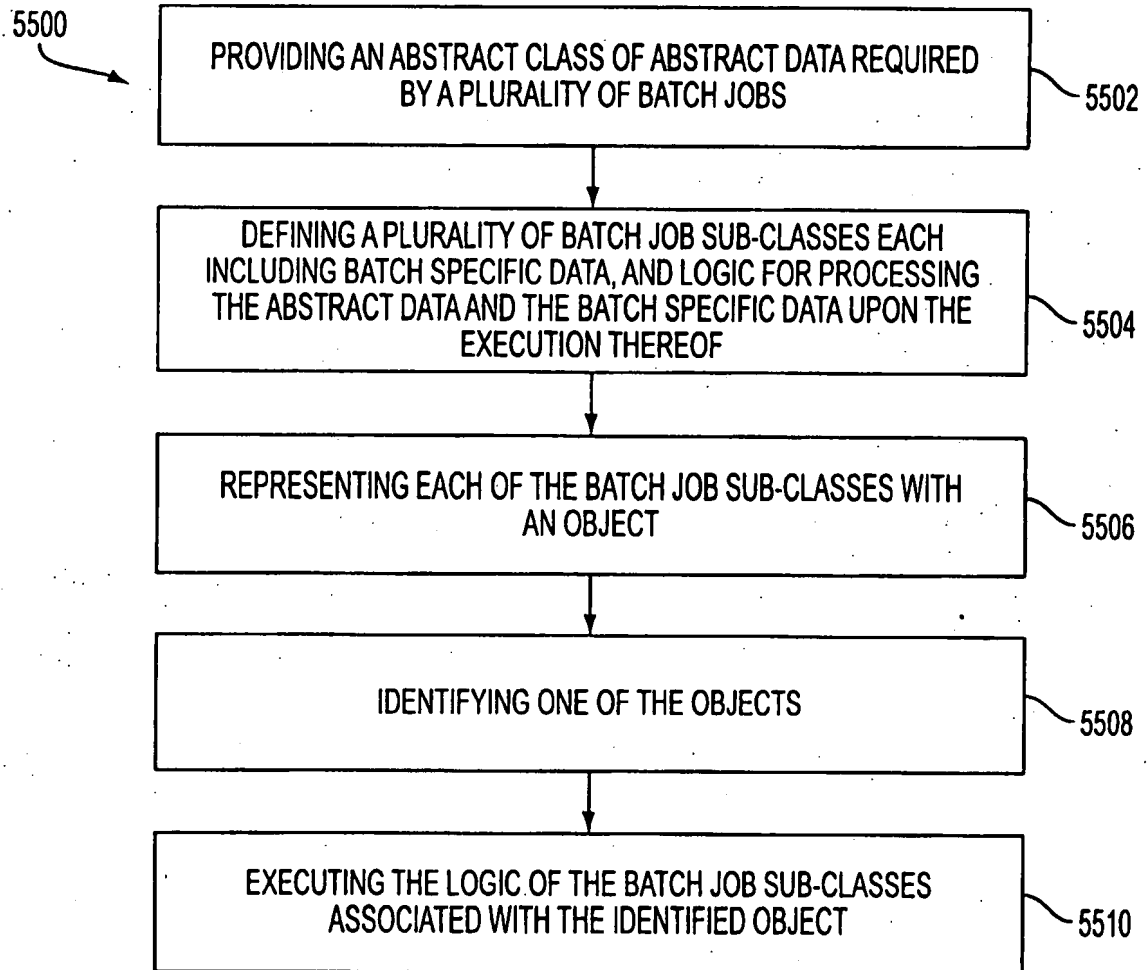 5500
PROVIDING AN ABSTRACT CLASS OF ABSTRACT DATA REQUIRED
BY A PLURALITY OF BATCH JOBS
5502
DEFINING A PLURALITY OF BATCH JOB SUB-CLASSES EACH
INCLUDING BATCH SPECIFIC DATA, AND LOGIC FOR PROCESSING
THE ABSTRACT DATA AND THE BATCH SPECIFIC DATA UPON THE
EXECUTION THEREOF
5504
REPRESENTING EACH OF THE BATCH JOB SUB-CLASSES WITH
AN OBJECT
5506
IDENTIFYING ONE OF THE OBJECTS
5508
EXECUTING THE LOGIC OF THE BATCH JOB SUB-CLASSES
ASSOCIATED WITH THE IDENTIFIED OBJECT
5510